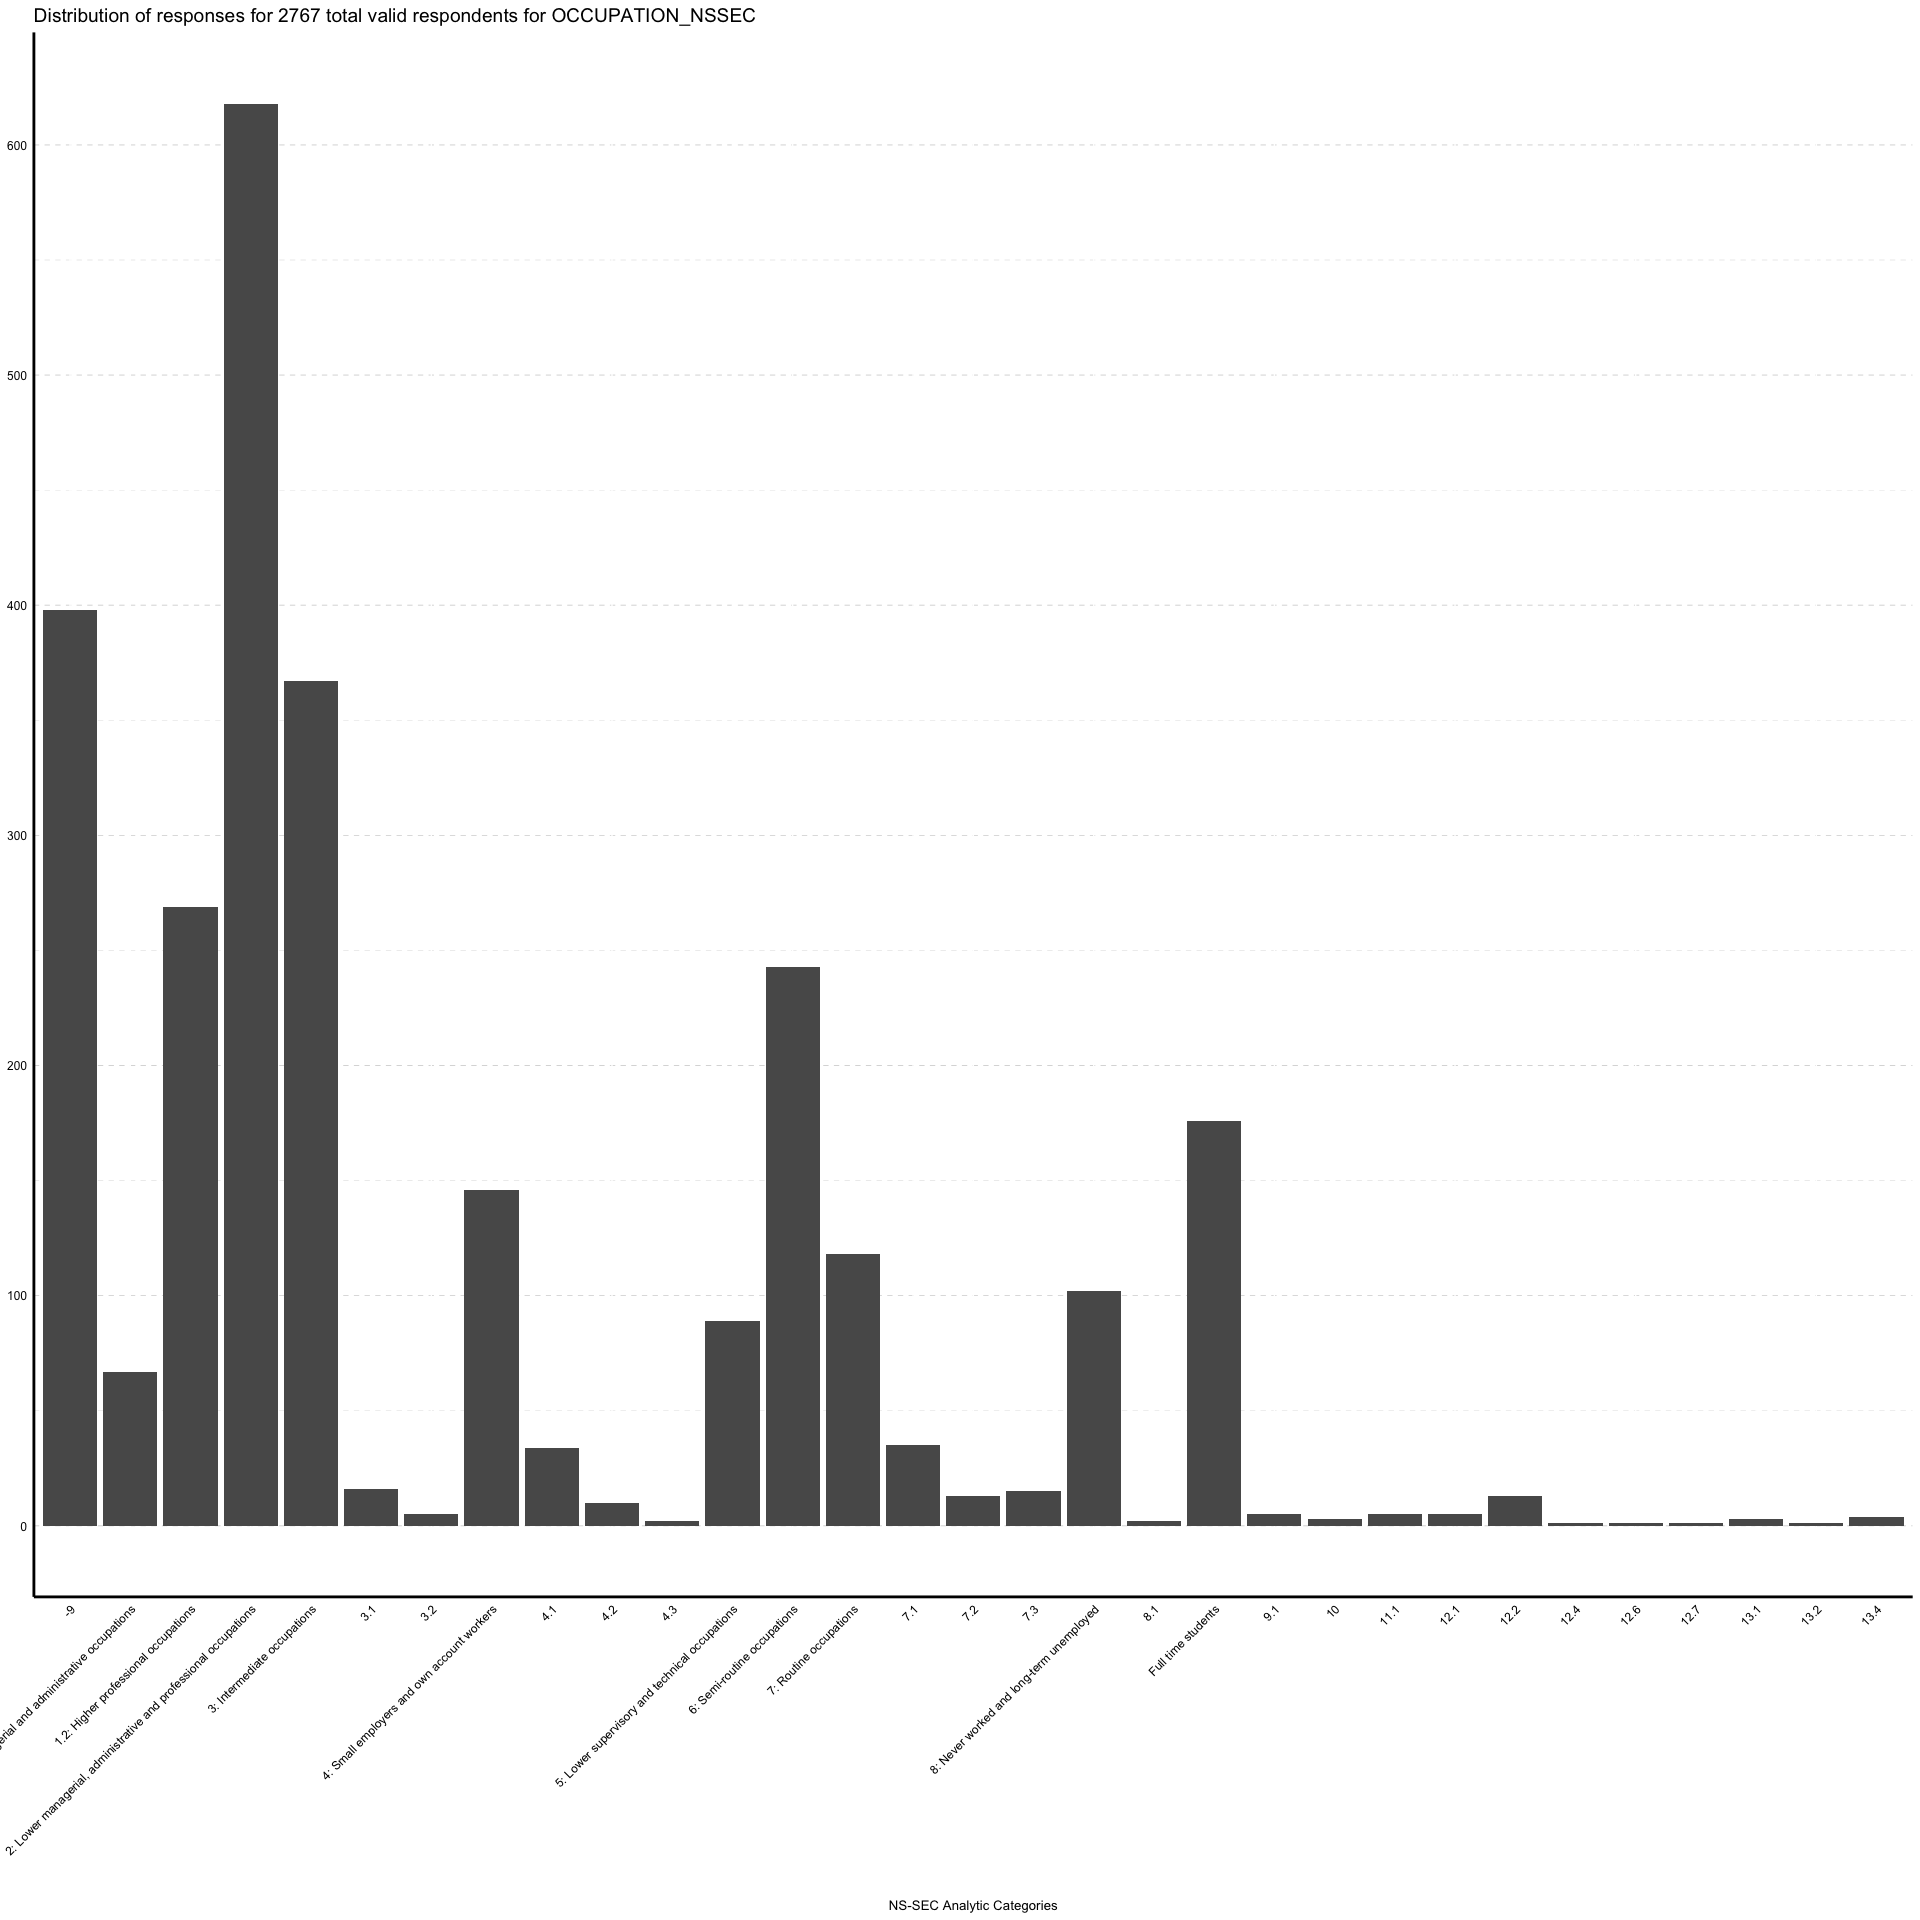 Distribution of responses for 2767 total valid respondents for OCCUPATION_NSSEC
600
500
400
300
200
100
0
-9
and administrative occupations
1.2: Higher professional occupations
2: Lower managerial, administrative and professional occupations
3: Intermediate occupations
3.1
3.2
4: Small employers and own account workers
4.1
4.2
4.3
5: Lower supervisory and technical occupations
6: Semi-routine occupations
7: Routine occupations
7.1
7.2
7.3
8: Never worked and long-term unemployed
8.1
Full time students
9.1
10
11.1
12.1
12.2
12.4
12.6
12.7
13.1
13.2
13.4
NS-SEC Analytic Categories